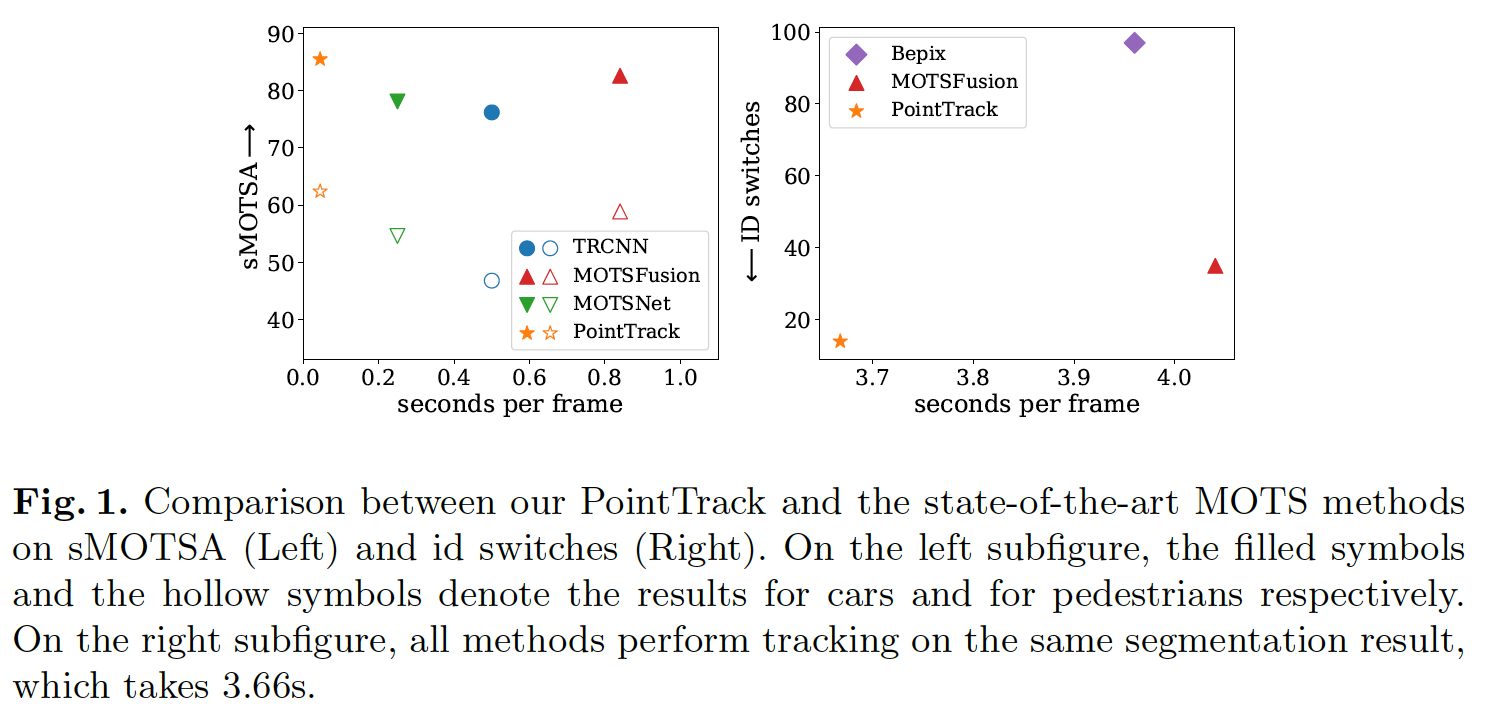 90
80
70
60
50
40
sMOTSA ⟶
0.0 0.2 0.4 0.6 0.8 1.0
seconds per frame
TRCNN
MOTSFusion
MOTSNet
PointTrack
100
80
60
40
20
⟵ ID switches
3.7 3.8 3.9 4.0
seconds per frame
Bepix
MOTSFusion
PointTrack
Fig. 1. Comparison between our PointTrack and the state-of-the-art MOTS methods
on sMOTSA (Left) and id switches (Right). On the left subfigure, the filled symbols
and the hollow symbols denote the results for cars and for pedestrians respectively.
On the right subfigure, all methods perform tracking on the same segmentation result,
which takes 3.66s.